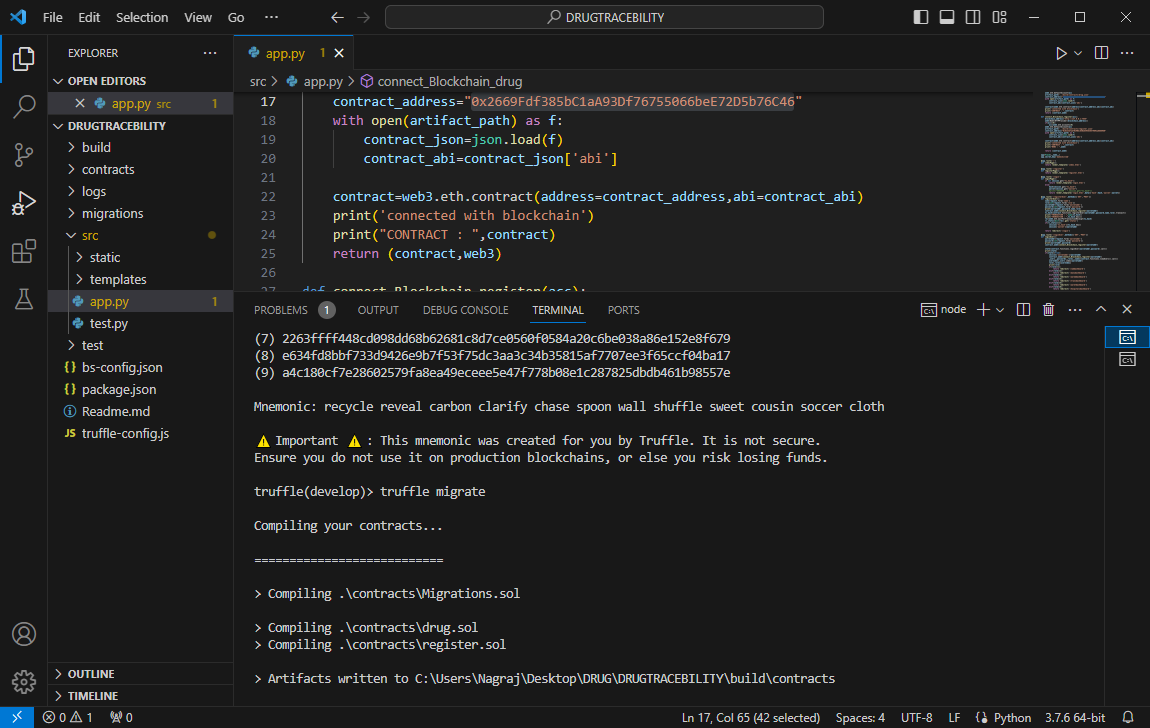 File Edit Selection View Go ···
DRUGTRACEBILITY
EXPLORER ···
OPEN EDITORS
app.py src 1
DRUGTRACEBILITY
build
contracts
logs
migrations
src
static
templates
app.py 1
test.py
test
{} bs-config.json
{} package.json
Readme.md
JS truffle-config.js
OUTLINE
TIMELINE
app.py 1
src > app.py > connect_Blockchain_drug
17 contract_address="0x2669Fdf385bC1aA93Df76755066beE72D5b76C46"
18 with open(artifact_path) as f:
19 contract_json=json.load(f)
20 contract_abi=contract_json['abi']
21
22 contract=web3.eth.contract(address=contract_address,abi=contract_abi)
23 print('connected with blockchain')
24 print("CONTRACT : ",contract)
25 return (contract,web3)
26
27 def connect_Blockchain_register(acc):
PROBLEMS 1 OUTPUT DEBUG CONSOLE TERMINAL PORTS
node
(7) 2263ffff448cd098dd68b62681c8d7ce0560f0584a20c6be038a86e152e8f679
(8) e634fd8bbf733d9426e9b7f53f75dc3aa3c34b35815af7707ee3f65ccf04ba17
(9) a4c180cf7e28602579fa8ea49eceee5e47f778b08e1c287825dbdb461b98557e
Mnemonic: recycle reveal carbon clarify chase spoon wall shuffle sweet cousin soccer cloth
⚠️ Important ⚠️ : This mnemonic was created for you by Truffle. It is not secure.
Ensure you do not use it on production blockchains, or else you risk losing funds.
truffle(develop)> truffle migrate
Compiling your contracts...
===========================
> Compiling .\contracts\Migrations.sol
> Compiling .\contracts\drug.sol
> Compiling .\contracts\register.sol
> Artifacts written to C:\Users\Nagraj\Desktop\DRUG\DRUGTRACEBILITY\build\contracts
0 1 0 Ln 17, Col 65 (42 selected) Spaces: 4 UTF-8 LF {} Python 3.7.6 64-bit